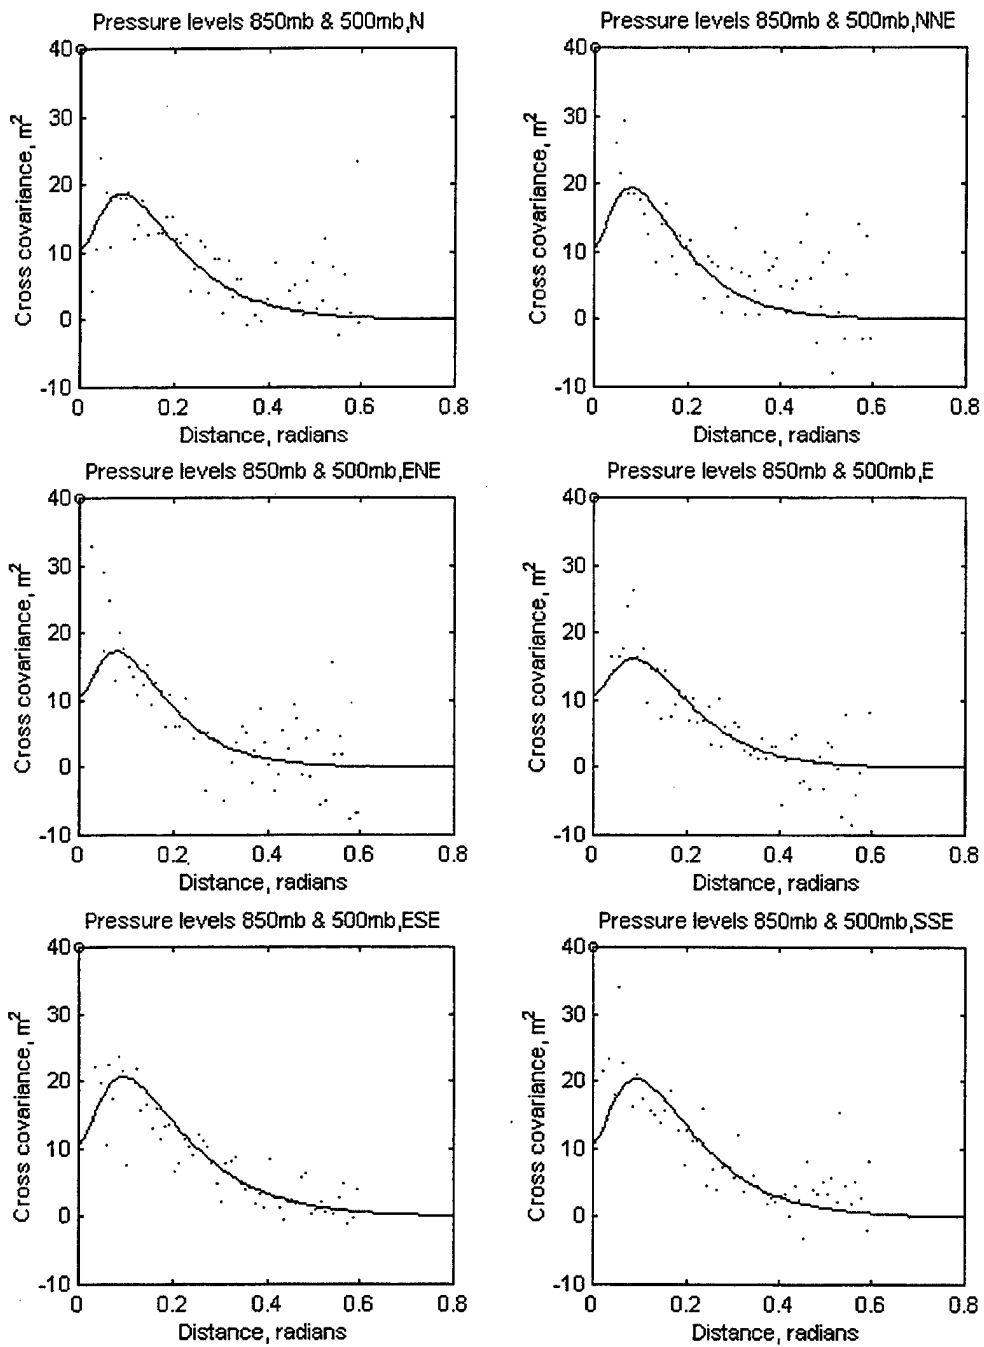 Pressure levels 850mb & 500mb,N
40
30
20
10
0
-10
Cross covariance, m²
0 0.2 0.4 0.6 0.8
Distance, radians
Pressure levels 850mb & 500mb,NNE
40
30
20
10
0
-10
Cross covariance, m²
0 0.2 0.4 0.6 0.8
Distance, radians
Pressure levels 850mb & 500mb,ENE
40
30
20
10
0
-10
Cross covariance, m²
0 0.2 0.4 0.6 0.8
Distance, radians
Pressure levels 850mb & 500mb,E
40
30
20
10
0
-10
Cross covariance, m²
0 0.2 0.4 0.6 0.8
Distance, radians
Pressure levels 850mb & 500mb,ESE
40
30
20
10
0
-10
Cross covariance, m²
0 0.2 0.4 0.6 0.8
Distance, radians
Pressure levels 850mb & 500mb,SSE
40
30
20
10
0
-10
Cross covariance, m²
0 0.2 0.4 0.6 0.8
Distance, radians